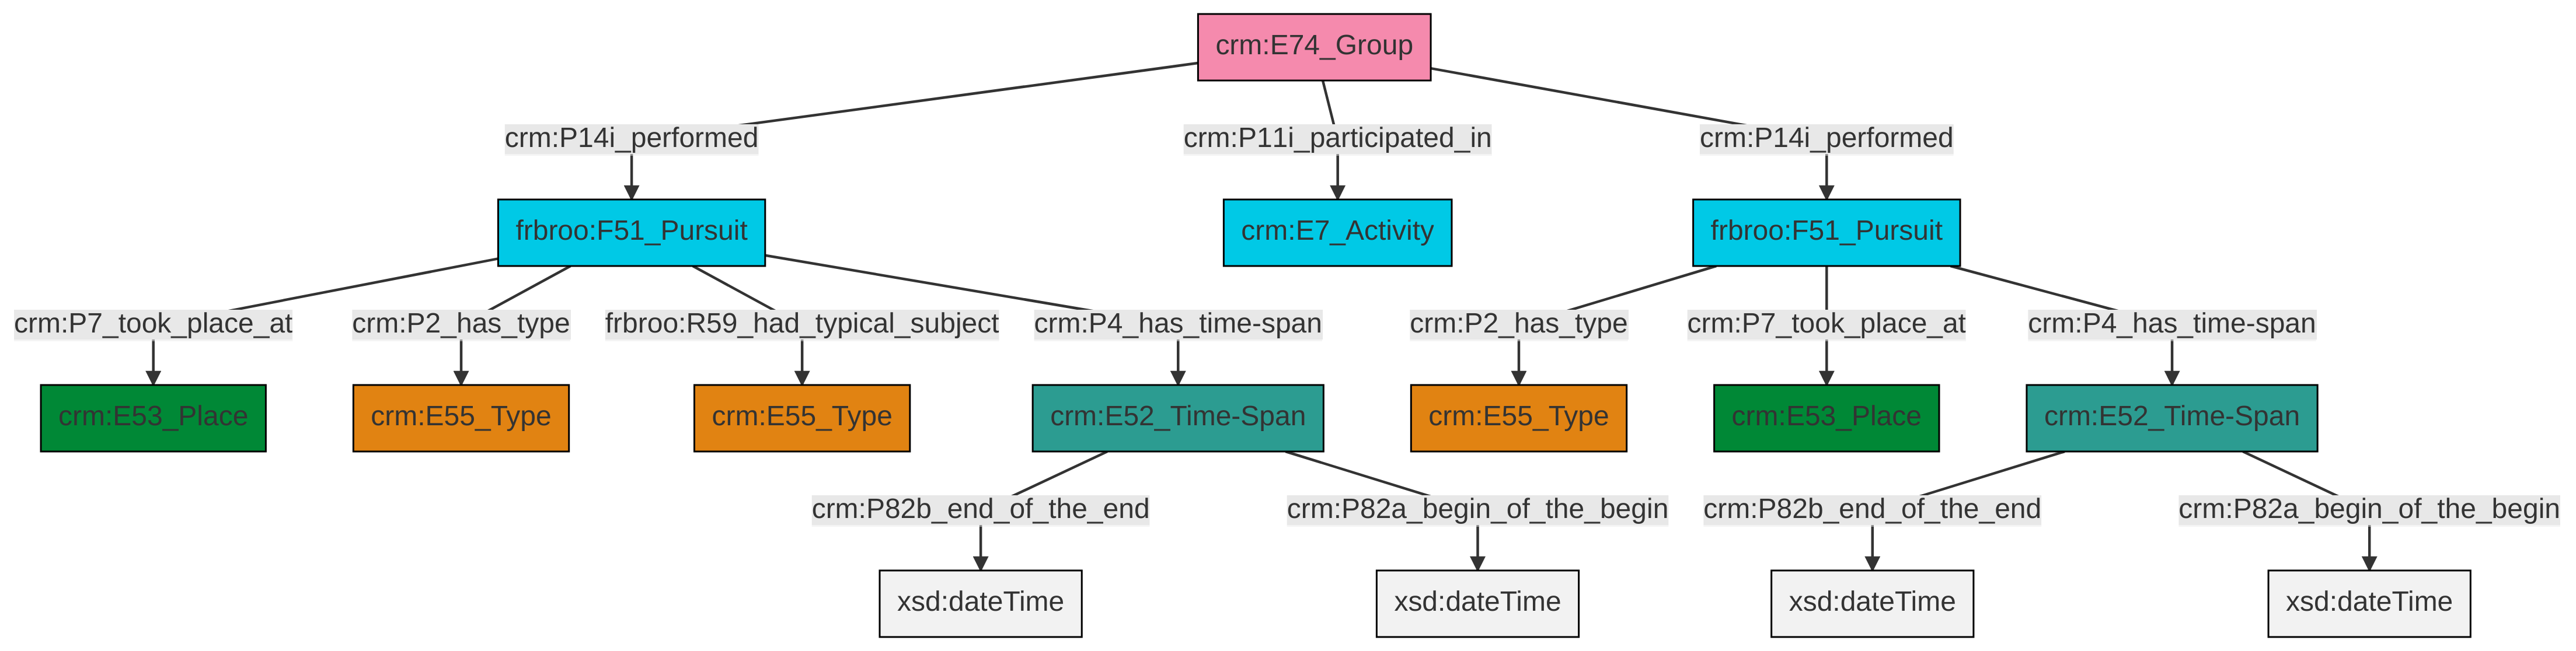 crm:E74_Group
crm:P14i_performed
crm:P11i_participated_in
crm:P14i_performed
frbroo:F51_Pursuit
crm:E7_Activity
frbroo:F51_Pursuit
crm:P7_took_place_at
crm:P2_has_type
frbroo:R59_had_typical_subject
crm:P4_has_time-span
crm:P2_has_type
crm:P7_took_place_at
crm:P4_has_time-span
crm:E53_Place
crm:E55_Type
crm:E55_Type
crm:E52_Time-Span
crm:E55_Type
crm:E53_Place
crm:E52_Time-Span
crm:P82b_end_of_the_end
crm:P82a_begin_of_the_begin
crm:P82b_end_of_the_end
crm:P82a_begin_of_the_begin
xsd:dateTime
xsd:dateTime
xsd:dateTime
xsd:dateTime